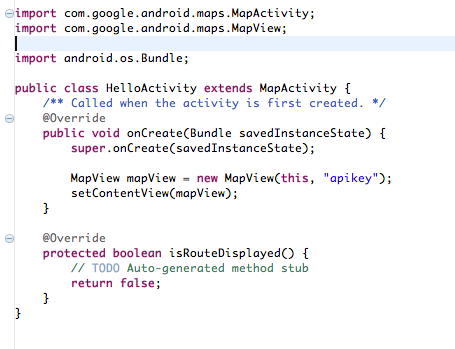 import com.google.android.maps.MapActivity;
import com.google.android.maps.MapView;

import android.os.Bundle;

public class HelloActivity extends MapActivity {
    /** Called when the activity is first created. */
    @Override
    public void onCreate(Bundle savedInstanceState) {
        super.onCreate(savedInstanceState);

        MapView mapView = new MapView(this, "apikey");
        setContentView(mapView);
    }

    @Override
    protected boolean isRouteDisplayed() {
        // TODO Auto-generated method stub
        return false;
    }
}